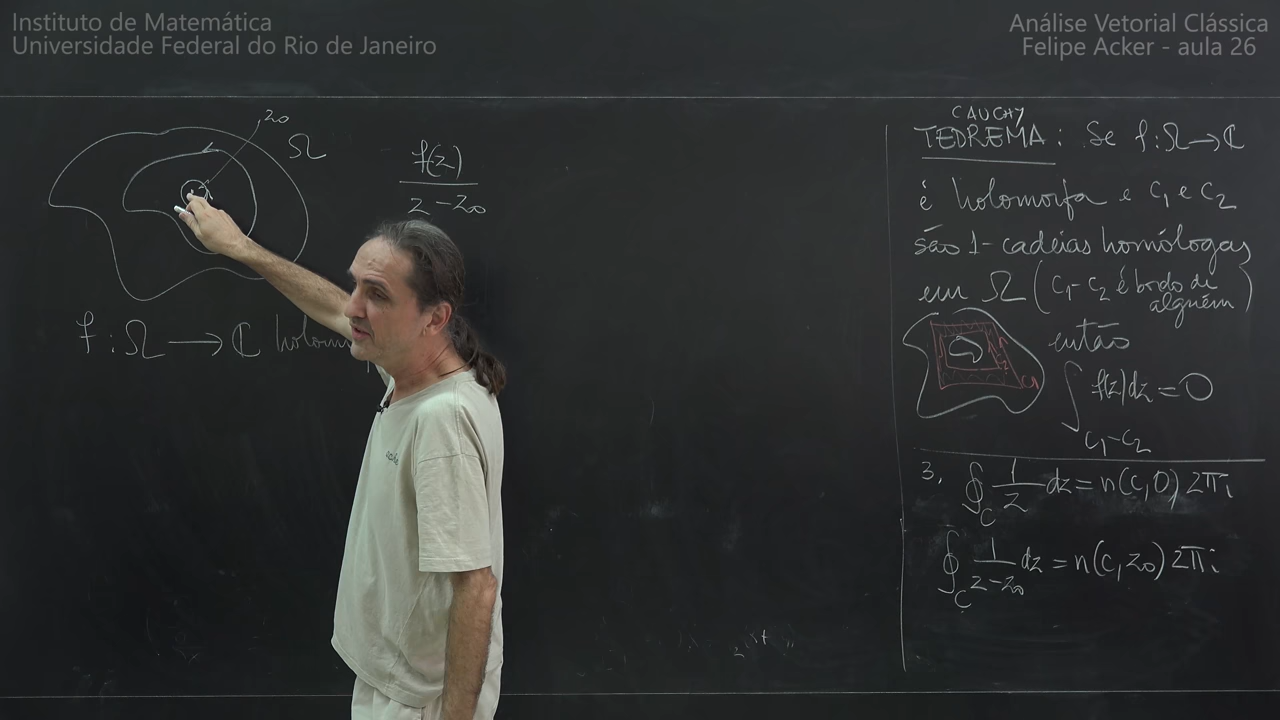 Instituto de Matemática
Universidade Federal do Rio de Janeiro
Análise Vetorial Clássica
Felipe Acker - aula 26
z₀
Ω
f(z)
z - z₀
f : Ω → ℂ
CAUCHY
TEOREMA : Se f : Ω → ℂ
é holomorfa e c₁ e c₂
são 1-cadeias homólogas
em Ω (c₁ - c₂ é bordo de
alguém)
então
∫ f(z)dz = 0
c₁ - c₂
3. ∮_C 1/z dz = n(c,0) 2πi
∮_C 1/(z-z₀) dz = n(c,z₀) 2πi